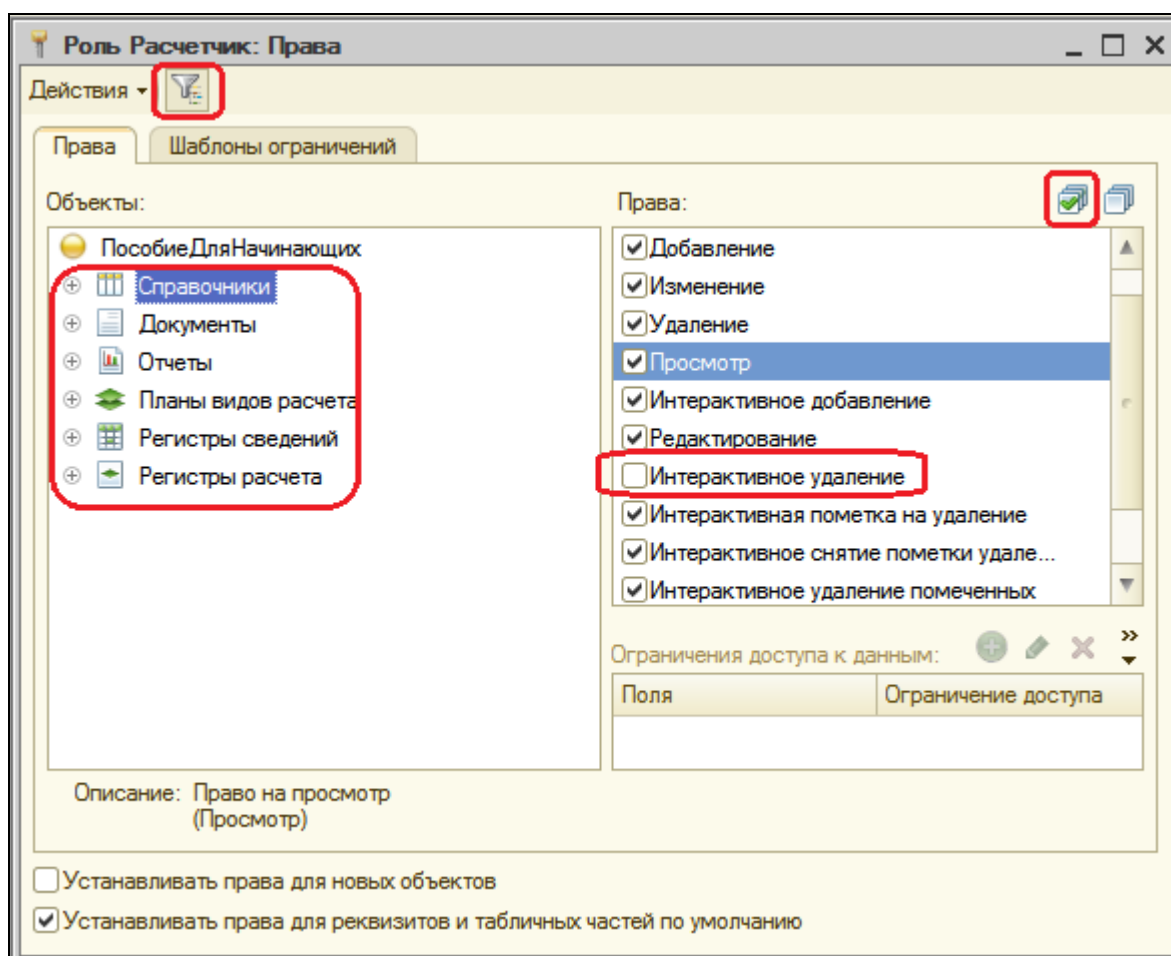 Роль Расчетчик: Права
Действия
Права Шаблоны ограничений
Объекты: Права:
ПособиеДляНачинающих
Справочники
Документы
Отчеты
Планы видов расчета
Регистры сведений
Регистры расчета
Добавление
Изменение
Удаление
Просмотр
Интерактивное добавление
Редактирование
Интерактивное удаление
Интерактивная пометка на удаление
Интерактивное снятие пометки удале...
Интерактивное удаление помеченных
Ограничения доступа к данным:
Поля Ограничение доступа
Описание: Право на просмотр
(Просмотр)
Устанавливать права для новых объектов
Устанавливать права для реквизитов и табличных частей по умолчанию